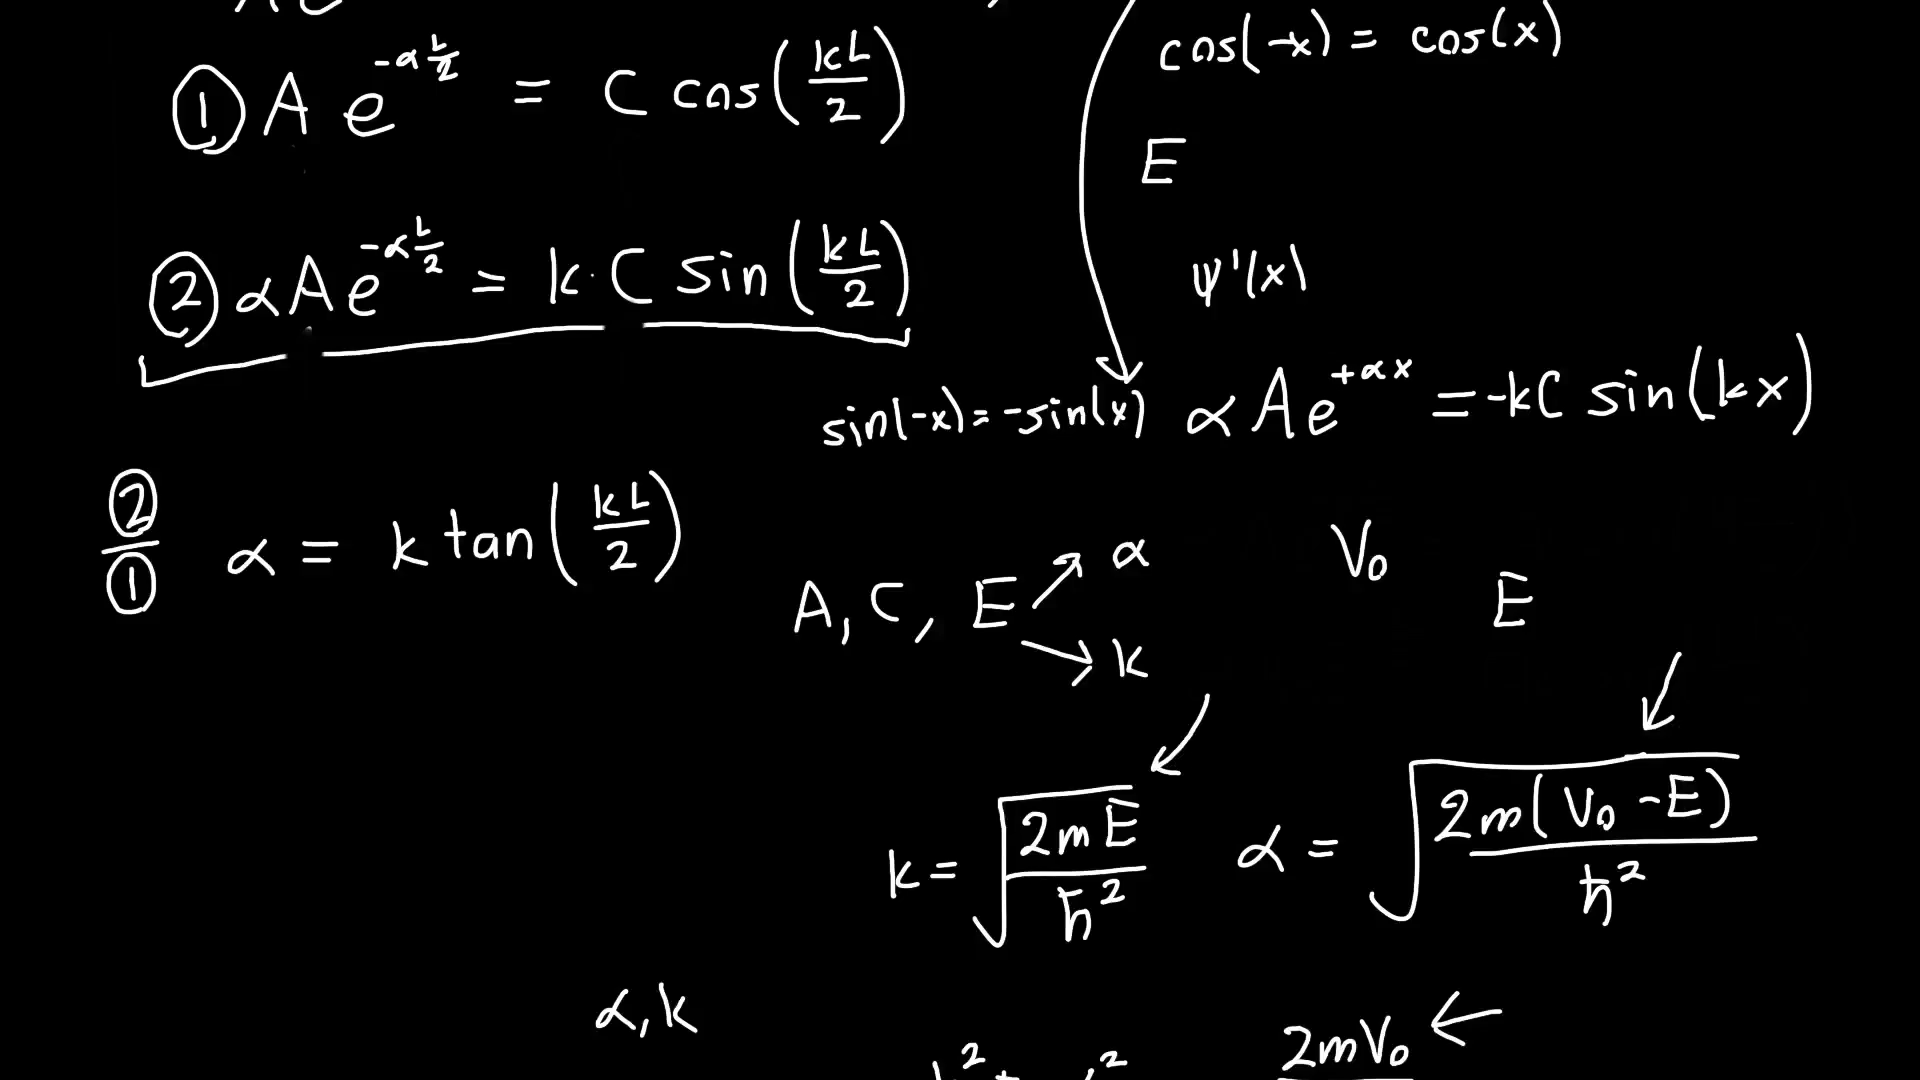 ① A e^{-α L/2} = C cos(kL/2)
cos(-x) = cos(x)
E
② αAe^{-α L/2} = k·C sin(kL/2)
ψ'(x)
sin(-x) = -sin(x)
αAe^{+αx} = -kC sin(kx)
②/① α = k tan(kL/2)
A, C, E ↗ α
↘ k
V₀
E
k = √(2mE/ħ²)
α = √(2m(V₀-E)/ħ²)
α, k
2mV₀ ←